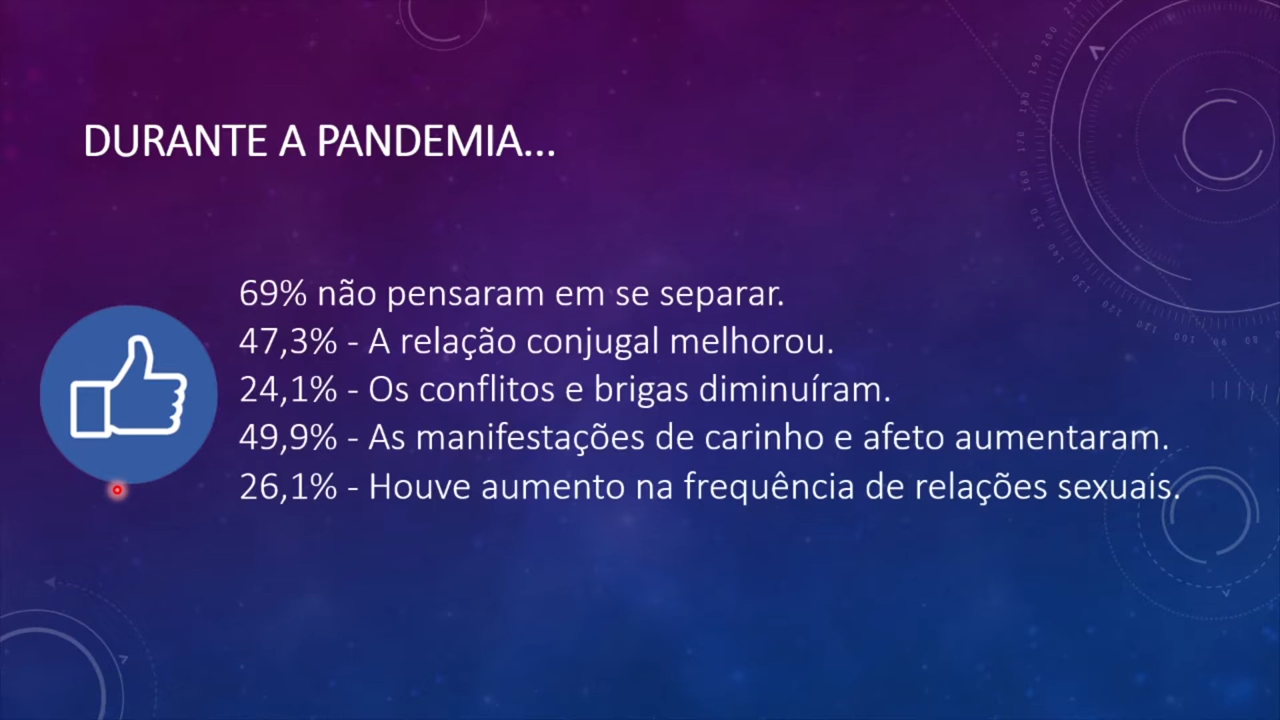 DURANTE A PANDEMIA...
69% não pensaram em se separar.
47,3% - A relação conjugal melhorou.
24,1% - Os conflitos e brigas diminuíram.
49,9% - As manifestações de carinho e afeto aumentaram.
26,1% - Houve aumento na frequência de relações sexuais.